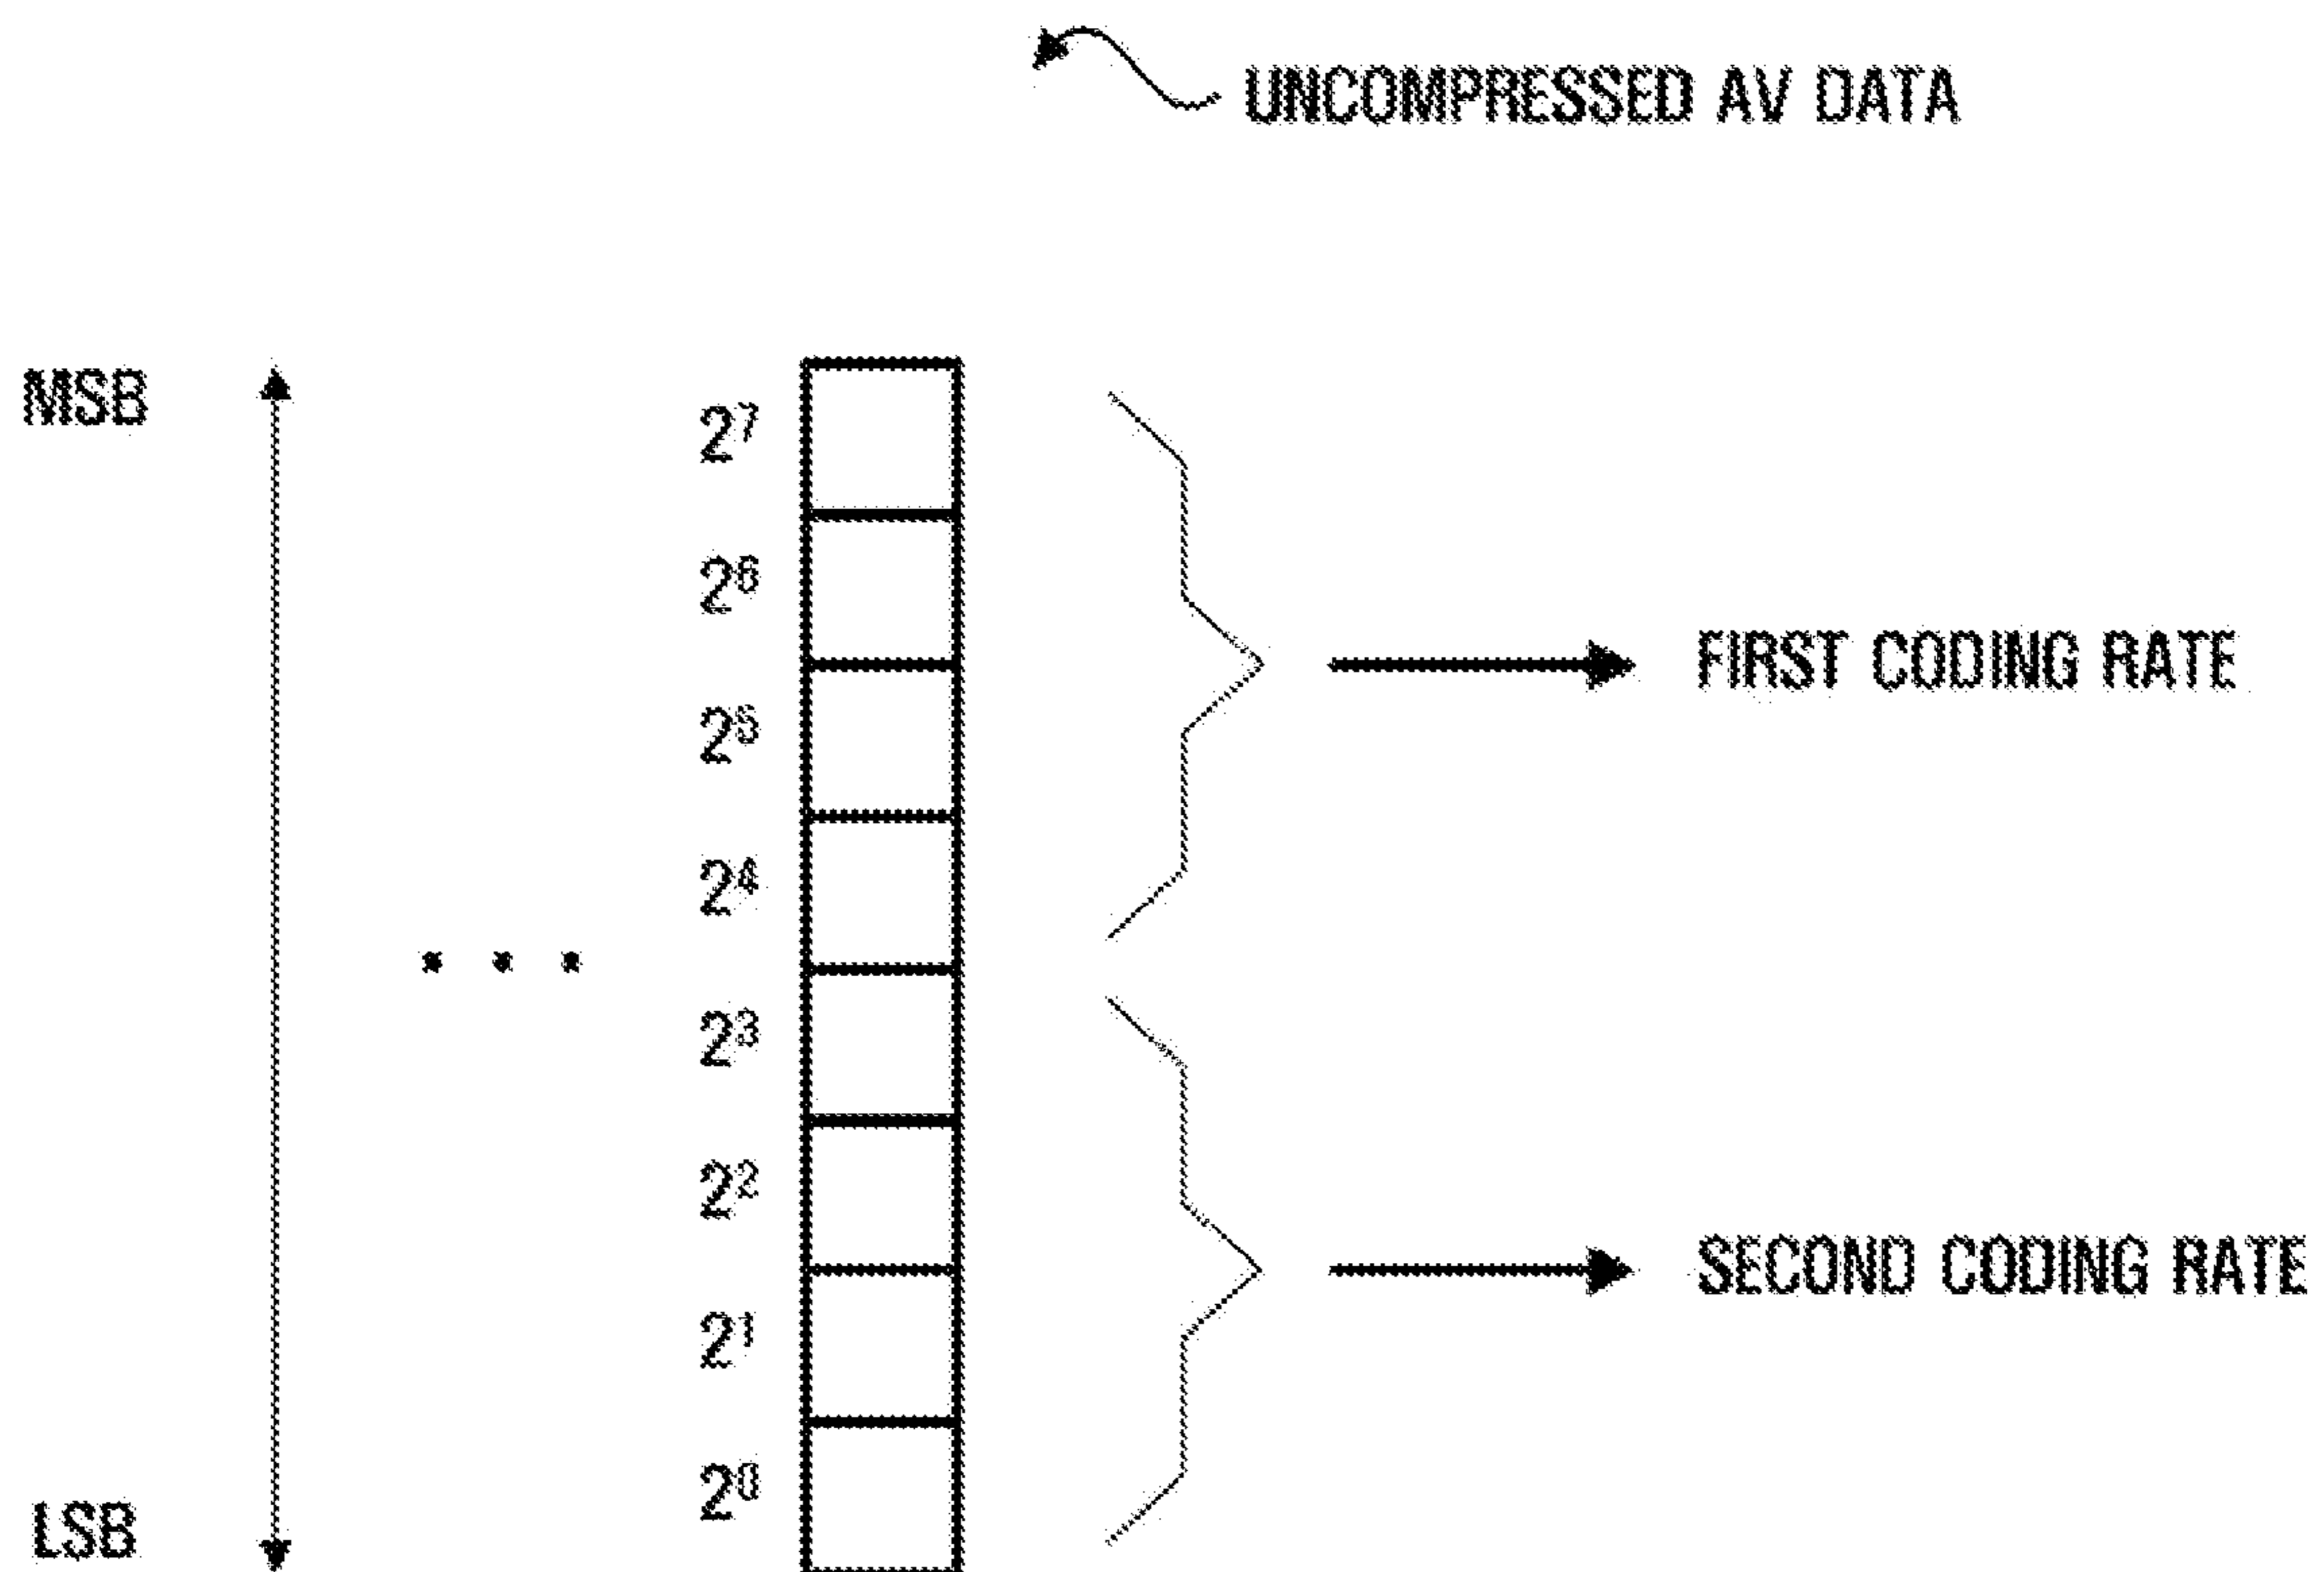 UNCOMPRESSED AV DATA
MSB
2⁷
2⁶
2⁵
FIRST CODING RATE
2⁴
. . .
2³
2²
2¹
SECOND CODING RATE
2⁰
LSB